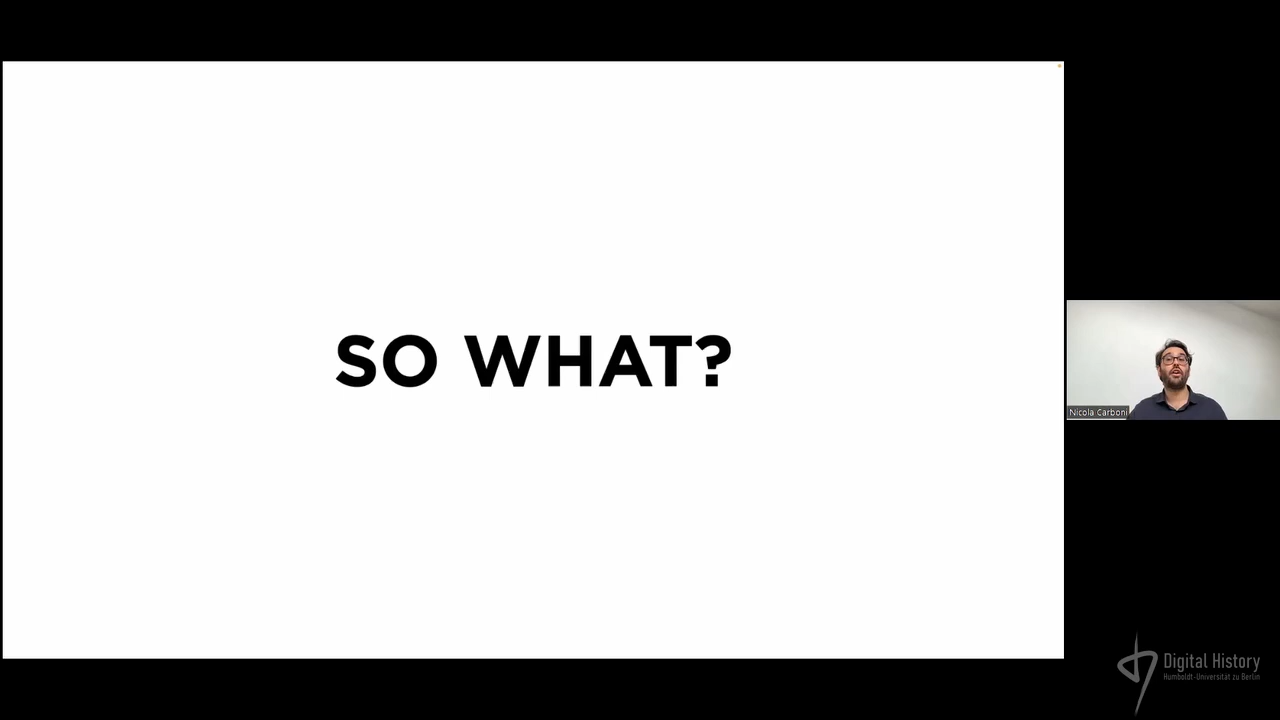 SO WHAT?
Nicola Carboni
Digital History
Humboldt-Universität zu Berlin